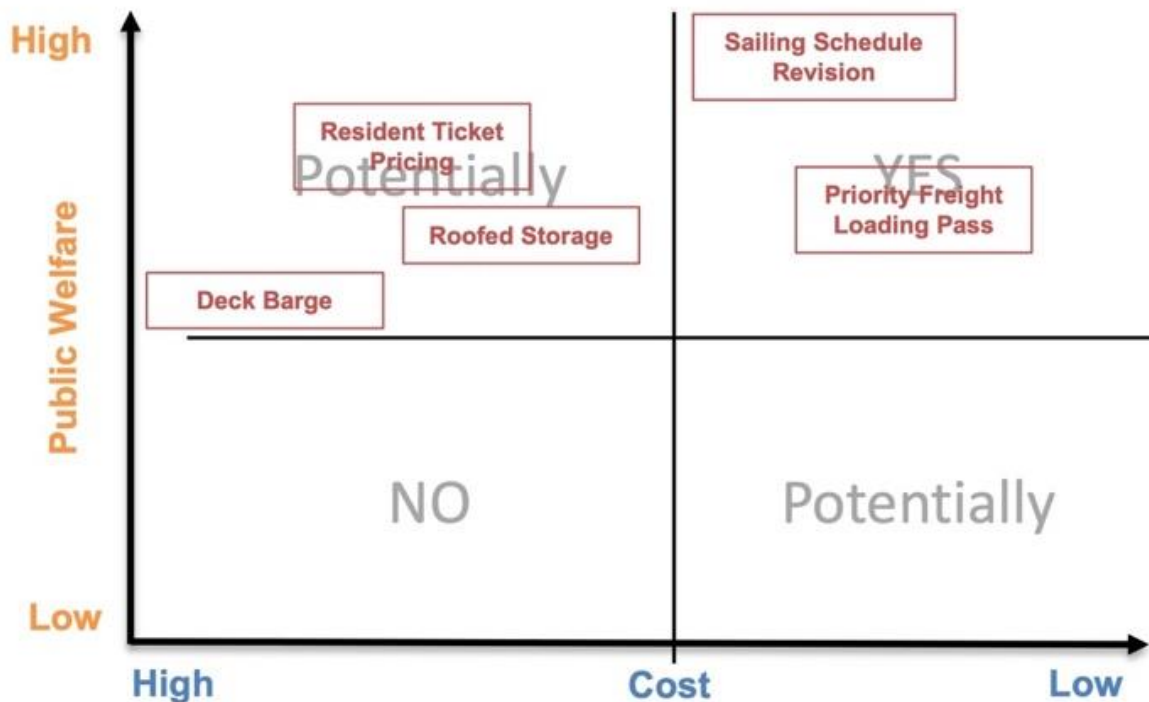 High
Sailing Schedule
Revision
Resident Ticket
Pricing
Potentially
YES
Priority Freight
Loading Pass
Roofed Storage
Deck Barge
Public Welfare
NO
Potentially
Low
High
Cost
Low